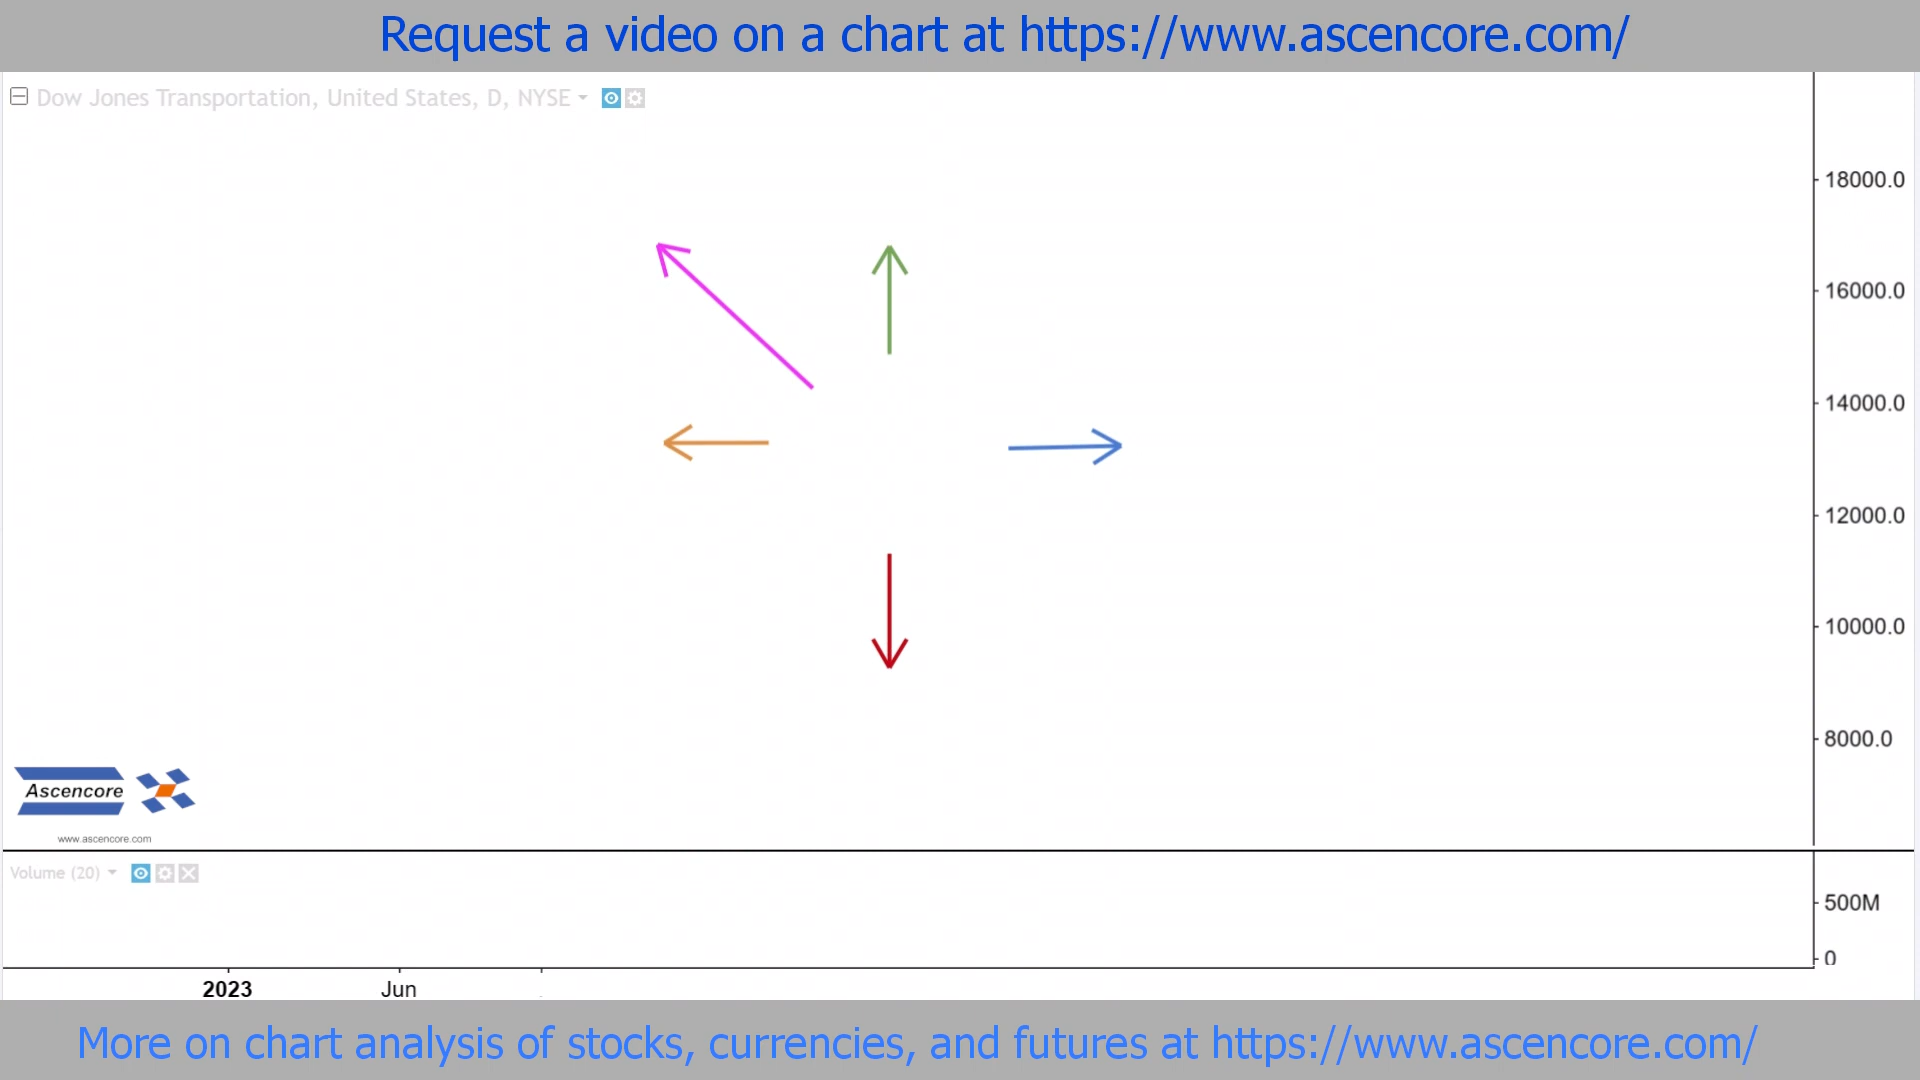 Request a video on a chart at https://www.ascencore.com/
Dow Jones Transportation, United States, D, NYSE
18000.0
16000.0
14000.0
12000.0
10000.0
8000.0
Ascencore
www.ascencore.com
Volume (20)
500M
0
2023 Jun
More on chart analysis of stocks, currencies, and futures at https://www.ascencore.com/